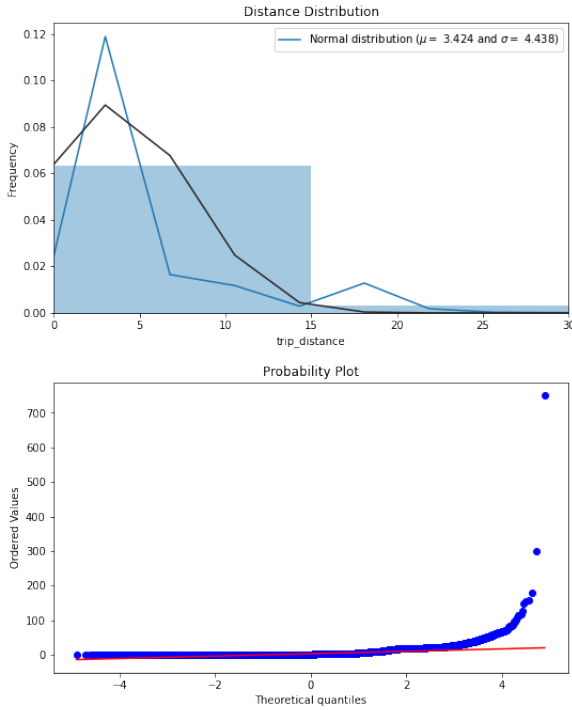 Distance Distribution
Normal distribution (μ = 3.424 and σ = 4.438)
0.12
0.10
0.08
0.06
0.04
0.02
0.00
Frequency
0 5 10 15 20 25 30
trip_distance
Probability Plot
700
600
500
400
300
200
100
0
Ordered Values
−4 −2 0 2 4
Theoretical quantiles